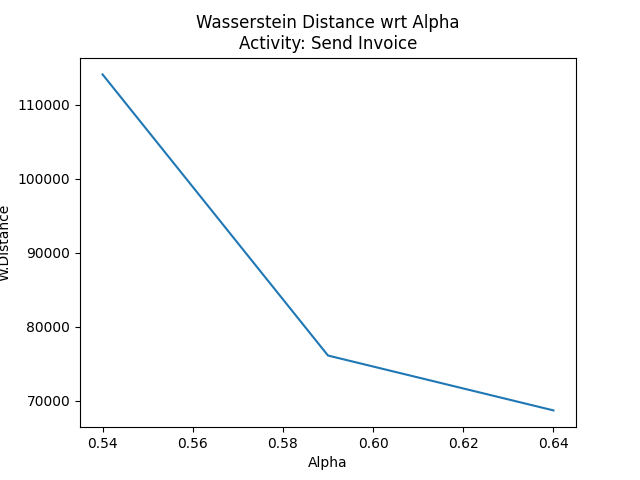 Wasserstein Distance wrt Alpha
Activity: Send Invoice
110000
100000
90000
80000
70000
W.Distance
0.54
0.56
0.58
0.60
0.62
0.64
Alpha